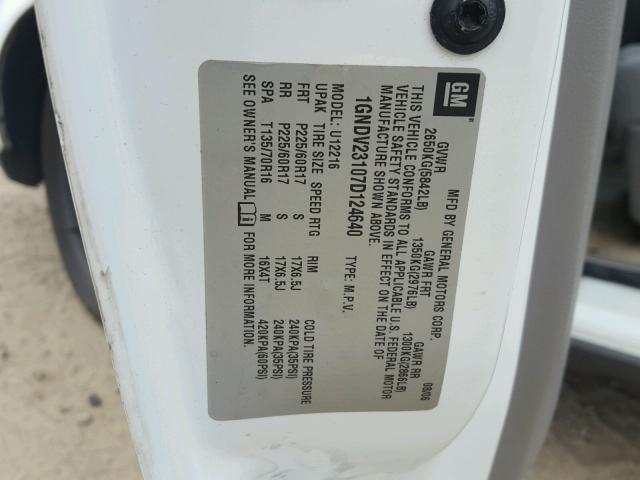 GM
MFD BY GENERAL MOTORS CORP. 08/06
GVWR GAWR FRT GAWR RR
2650KG(5842LB) 1350KG(2976LB) 1300KG(2866LB)
THIS VEHICLE CONFORMS TO ALL APPLICABLE U.S. FEDERAL MOTOR
VEHICLE SAFETY STANDARDS IN EFFECT ON THE DATE OF
MANUFACTURE SHOWN ABOVE.
1GNDV23107D124640 TYPE: M.P.V.
MODEL: U12216
UPAK TIRE SIZE SPEED RTG RIM COLD TIRE PRESSURE
FRT P225/60R17 S 17X6.5J 240KPA(35PSI)
RR P225/60R17 S 17X6.5J 240KPA(35PSI)
SPA T135/70R16 M 16X4T 420KPA(60PSI)
SEE OWNER'S MANUAL FOR MORE INFORMATION.